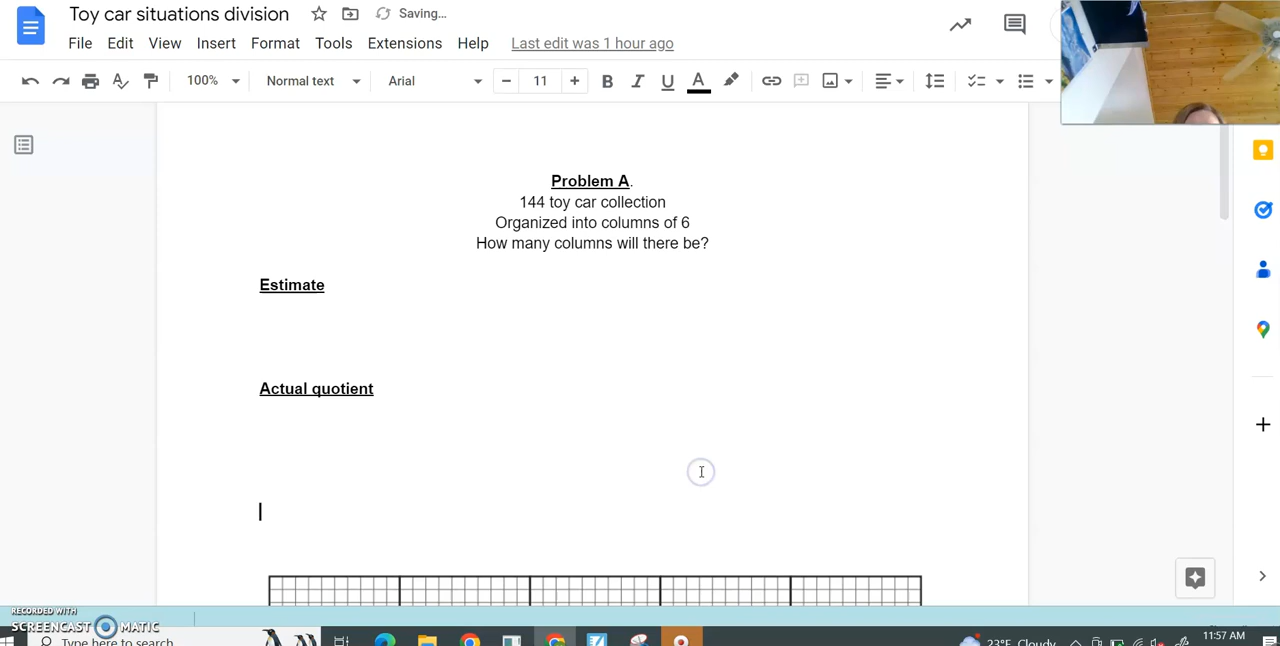 Toy car situations division
Saving...
File Edit View Insert Format Tools Extensions Help Last edit was 1 hour ago
100% Normal text Arial - 11 + B I U A
Problem A.
144 toy car collection
Organized into columns of 6
How many columns will there be?
Estimate
Actual quotient
RECORDED WITH
SCREENCAST MATIC
Type here to search
23°F Cloudy
11:57 AM